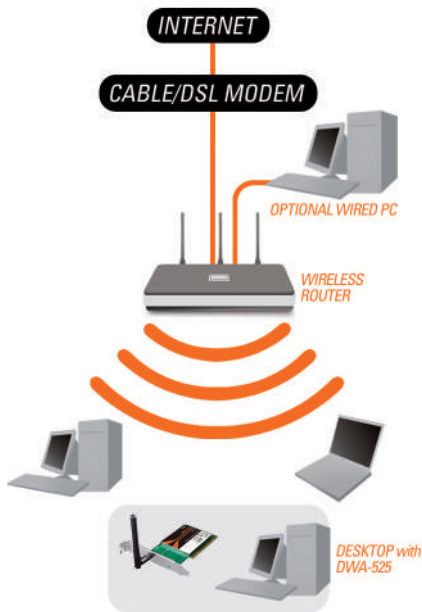 INTERNET
CABLE/DSL MODEM
OPTIONAL WIRED PC
WIRELESS
ROUTER
DESKTOP with
DWA-525